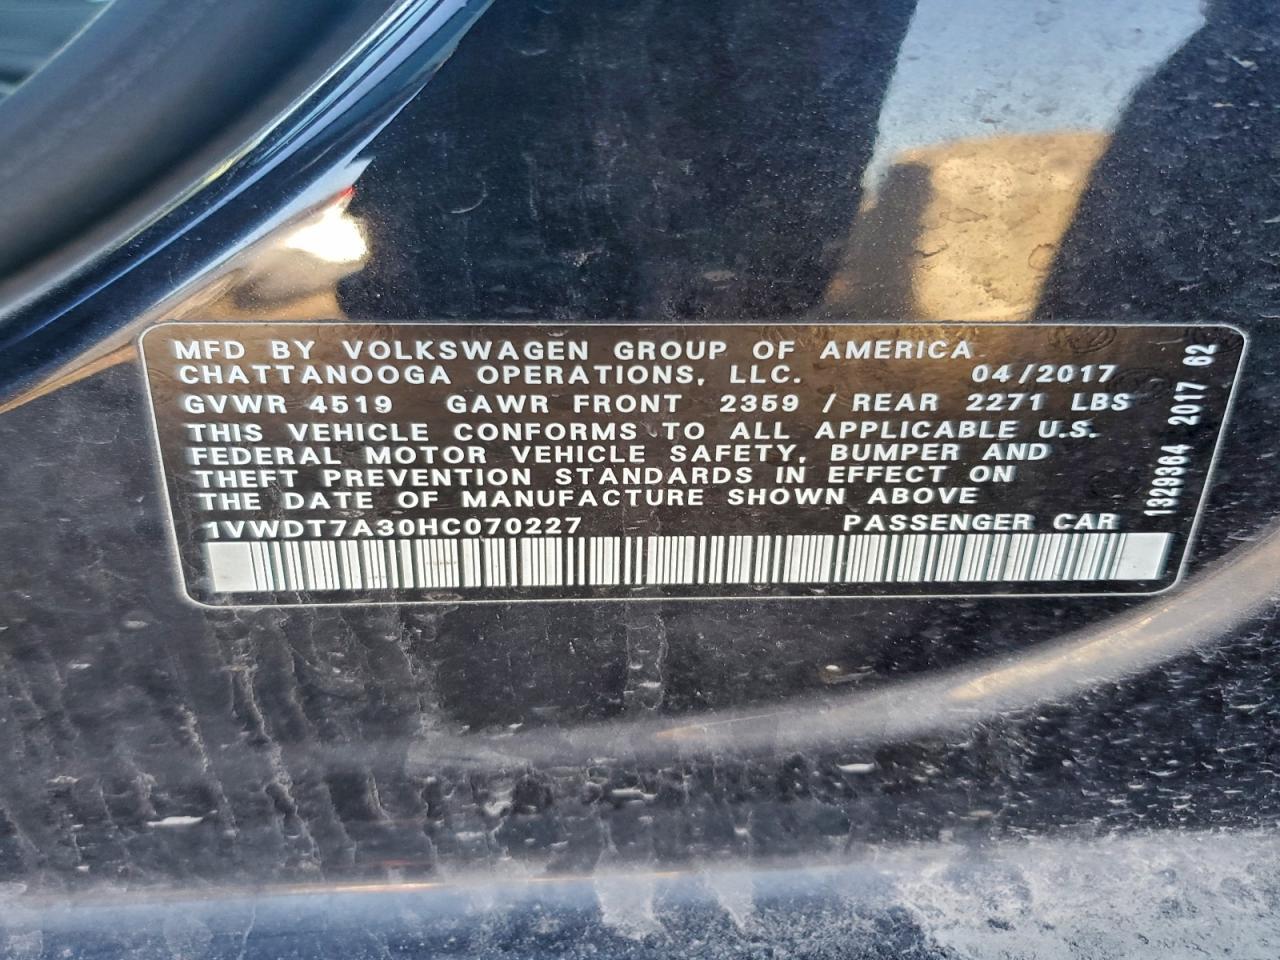 MFD BY VOLKSWAGEN GROUP OF AMERICA
CHATTANOOGA OPERATIONS, LLC. 04/2017
GVWR 4519 GAWR FRONT 2359 / REAR 2271 LBS
THIS VEHICLE CONFORMS TO ALL APPLICABLE U.S.
FEDERAL MOTOR VEHICLE SAFETY, BUMPER AND
THEFT PREVENTION STANDARDS IN EFFECT ON
THE DATE OF MANUFACTURE SHOWN ABOVE
1VWDT7A30HC070227 PASSENGER CAR
1329364 2017 62